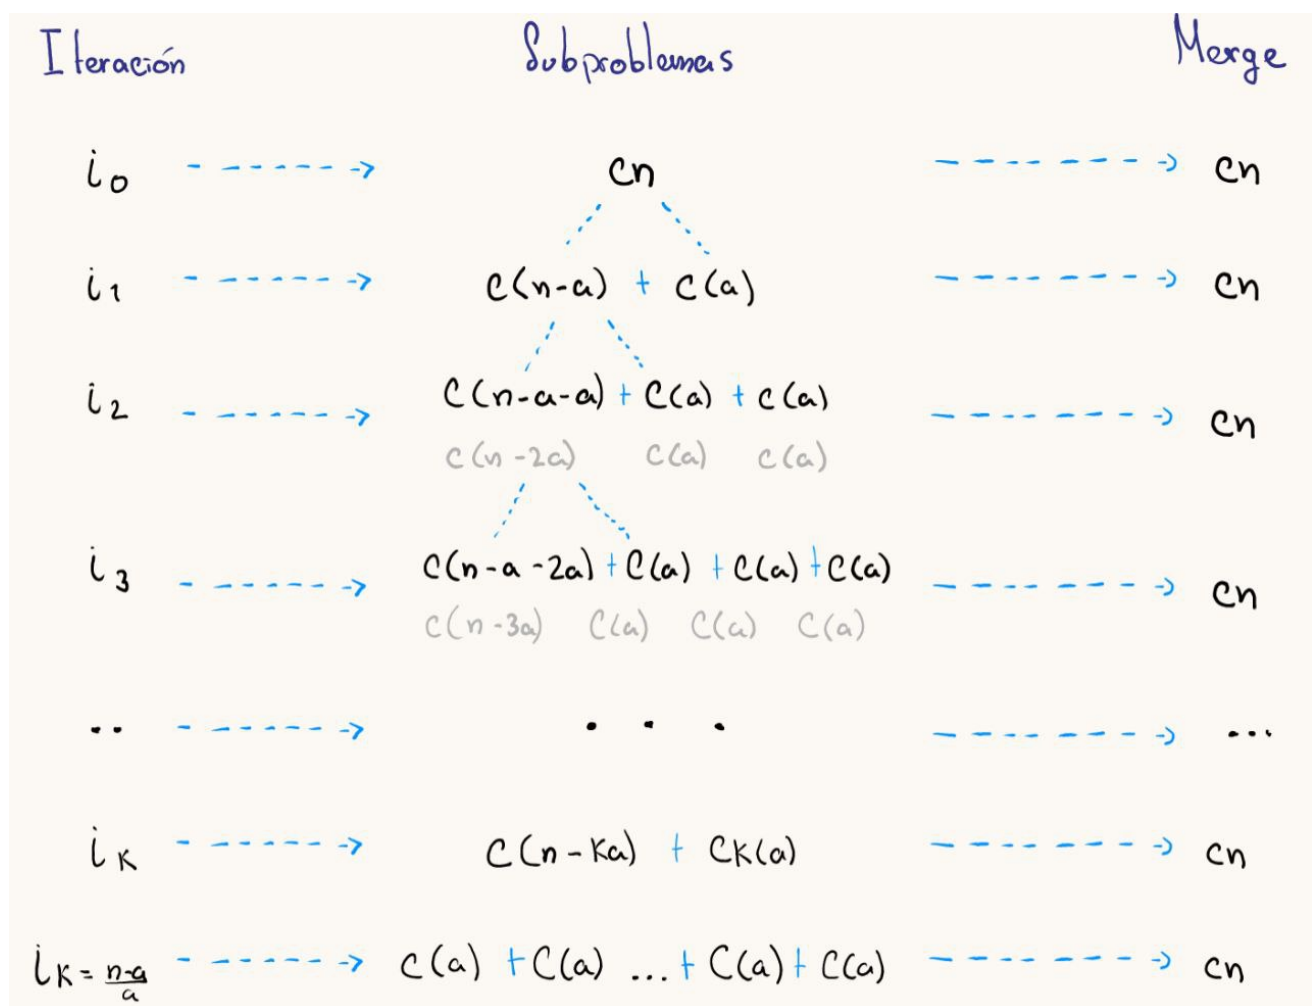 Iteración Subproblemas Merge
i₀ cn cn
i₁ c(n-a) + c(a) cn
i₂ c(n-a-a) + c(a) + c(a) cn
c(n-2a) c(a) c(a)
i₃ c(n-a-2a) + c(a) + c(a) + c(a) cn
c(n-3a) c(a) c(a) c(a)
.. . . . ...
iₖ c(n-ka) + ck(a) cn
iₖ = n-a/a c(a) + c(a) ... + c(a) + c(a) cn